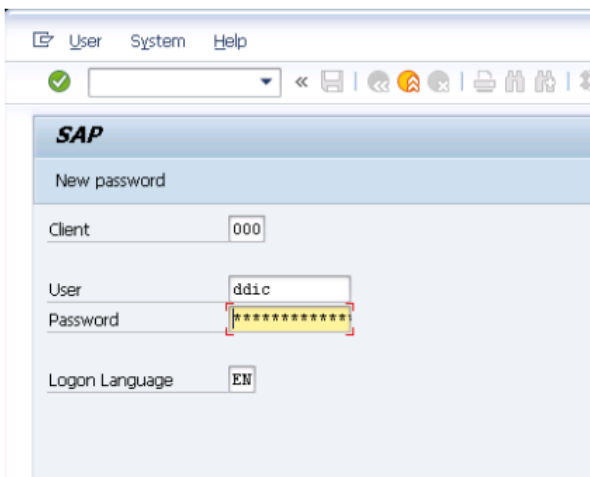 User System Help
SAP
New password
Client 000
User ddic
Password *************
Logon Language EN